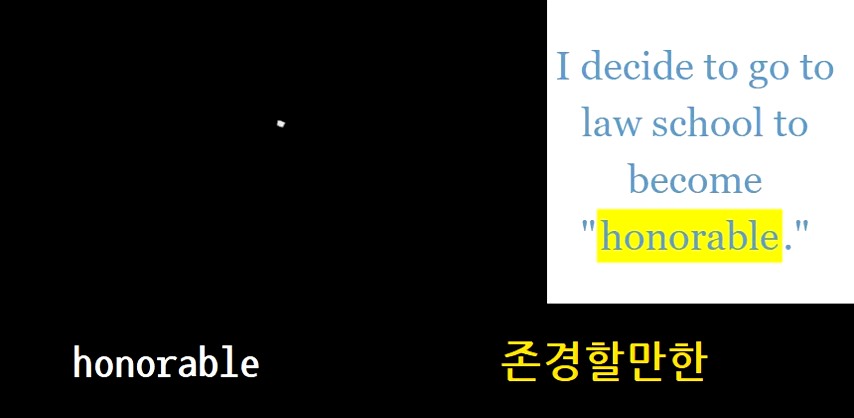 I decide to go to
law school to
become
"honorable."
honorable
존경할만한